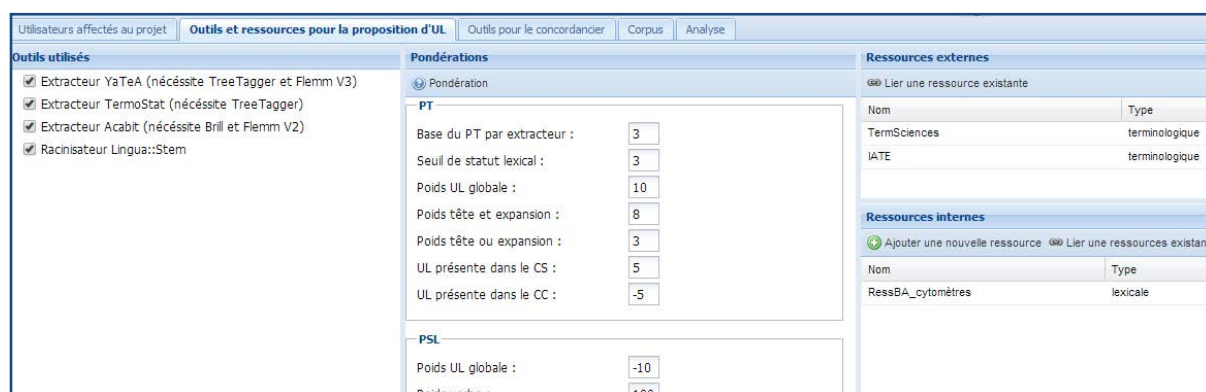 Utilisateurs affectés au projet
Outils et ressources pour la proposition d'UL
Outils pour le concordancier
Corpus
Analyse
Outils utilisés
Extracteur YaTeA (nécéssite TreeTagger et Flemm V3)
Extracteur TermoStat (nécéssite TreeTagger)
Extracteur Acabit (nécéssite Brill et Flemm V2)
Racinisateur Lingua::Stem
Pondérations
Pondération
PT
Base du PT par extracteur : 3
Seuil de statut lexical : 3
Poids UL globale : 10
Poids tête et expansion : 8
Poids tête ou expansion : 3
UL présente dans le CS : 5
UL présente dans le CC : -5
PSL
Poids UL globale : -10
Ressources externes
Lier une ressource existante
Nom Type
TermSciences terminologique
IATE terminologique
Ressources internes
Ajouter une nouvelle ressource Lier une ressources existan
Nom Type
RessBA_cytomètres lexicale